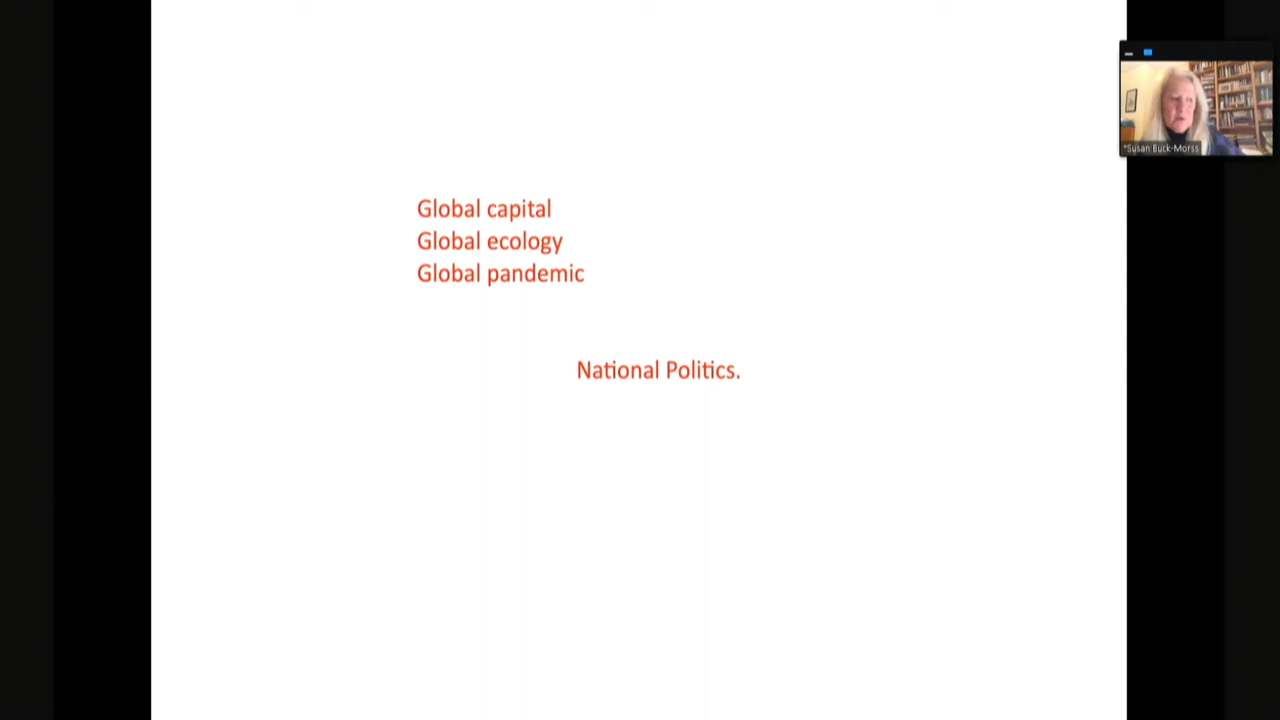 Global capital
Global ecology
Global pandemic
National Politics.
*Susan Buck-Morss